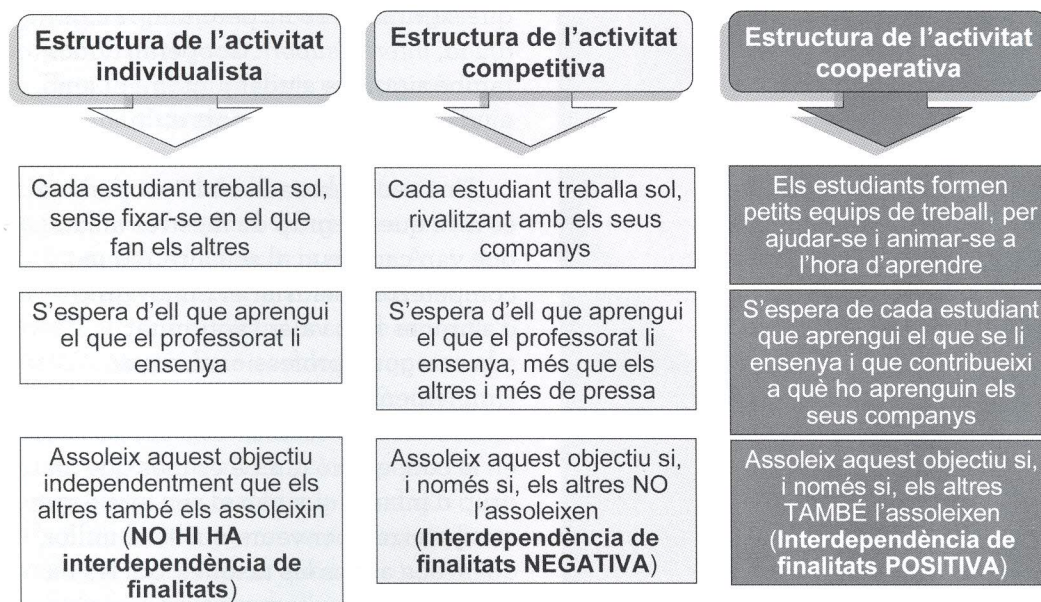 Estructura de l’activitat
individualista
Cada estudiant treballa sol,
sense fixar-se en el que
fan els altres
S’espera d’ell que aprengui
el que el professorat li
ensenya
Assoleix aquest objectiu
independentment que els
altres també els assoleixin
(NO HI HA
interdependència de
finalitats)
Estructura de l’activitat
competitiva
Cada estudiant treballa sol,
rivalitzant amb els seus
companys
S’espera d’ell que aprengui
el que el professorat li
ensenya, més que els
altres i més de pressa
Assoleix aquest objectiu si,
i només si, els altres NO
l’assoleixen
(Interdependència de
finalitats NEGATIVA)
Estructura de l’activitat
cooperativa
Els estudiants formen
petits equips de treball, per
ajudar-se i animar-se a
l’hora d’aprendre
S’espera de cada estudiant
que aprengui el que se li
ensenya i que contribueixi
a què ho aprenguin els
seus companys
Assoleix aquest objectiu si,
i només si, els altres
TAMBÉ l’assoleixen
(Interdependència de
finalitats POSITIVA)